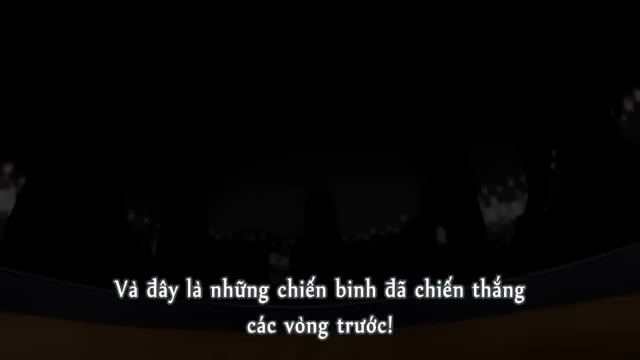 Và đây là những chiến binh đã chiến thắng
các vòng trước!